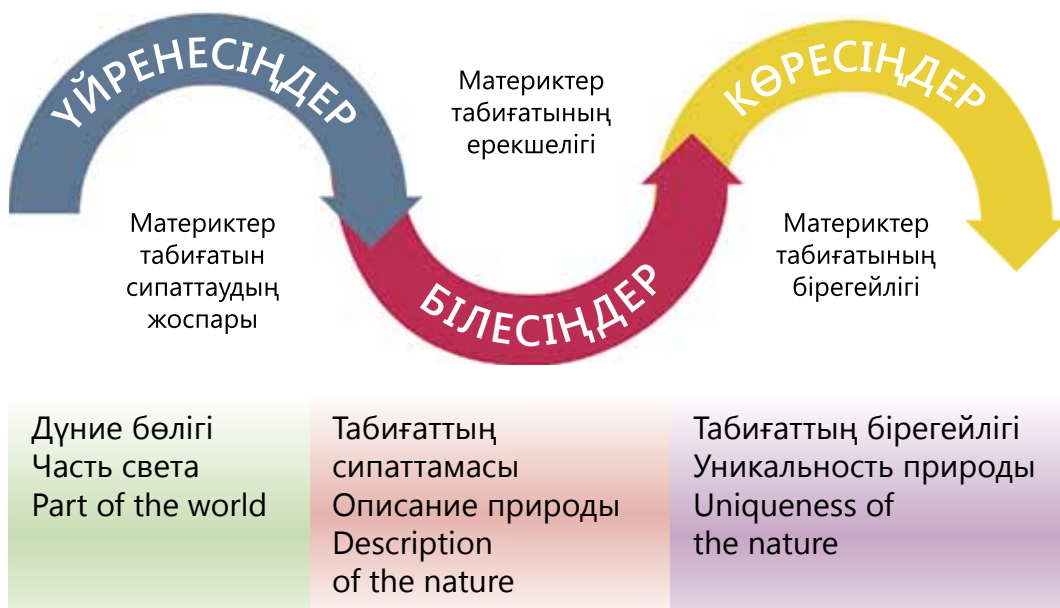 ҮЙРЕНЕСІҢДЕР
Материктер
табиғатын
сипаттаудың
жоспары
Материктер
табиғатының
ерекшелігі
БІЛЕСІҢДЕР
КӨРЕСІҢДЕР
Материктер
табиғатының
бірегейлігі
Дүние бөлігі
Часть света
Part of the world
Табиғаттың
сипаттамасы
Описание природы
Description
of the nature
Табиғаттың бірегейлігі
Уникальность природы
Uniqueness of
the nature